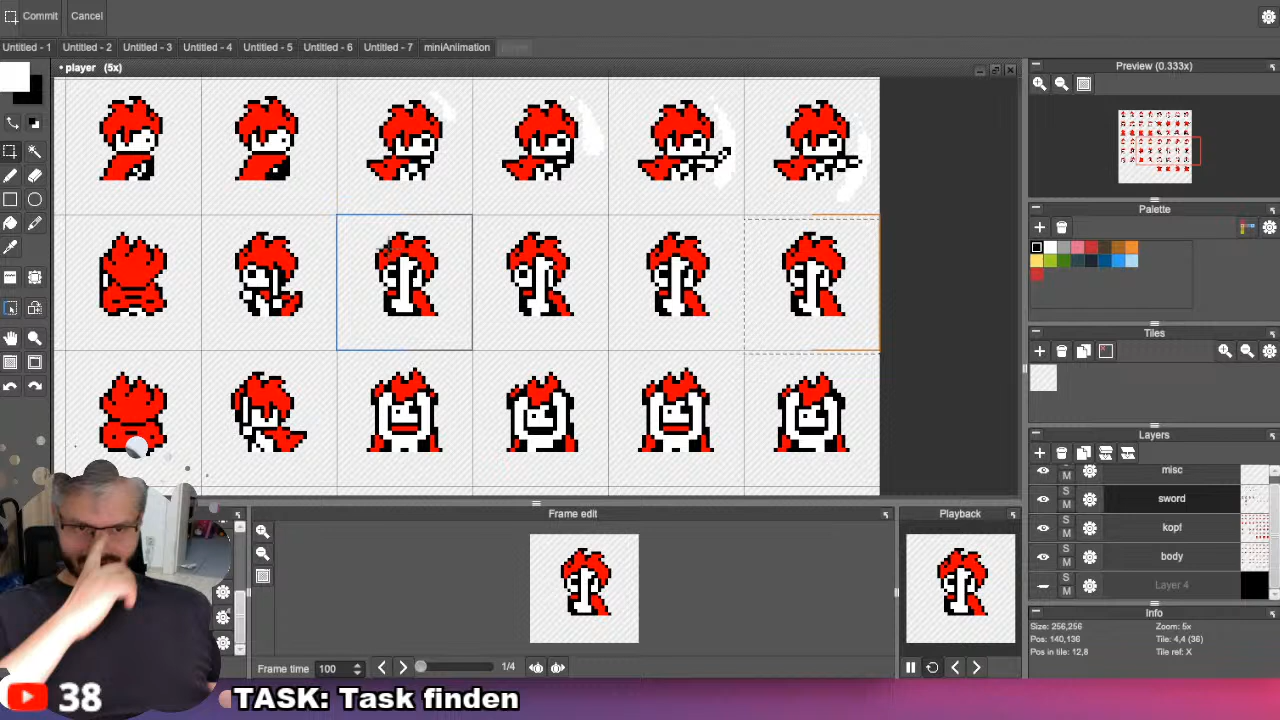 Commit Cancel
Untitled - 1 Untitled - 2 Untitled - 3 Untitled - 4 Untitled - 5 Untitled - 6 Untitled - 7 miniAniimation player
• player (5x)
Preview (0.333x)
Palette
Tiles
Layers
S
M
misc
S
M
sword
S
M
kopf
S
M
body
S
M
Layer 4
Info
Size: 256,256 Zoom: 5x
Pos: 140,136 Tile: 4,4 (36)
Pos in tile: 12,8 Tile ref: X
Frame edit
Playback
Frame time 100 1/4
38 TASK: Task finden